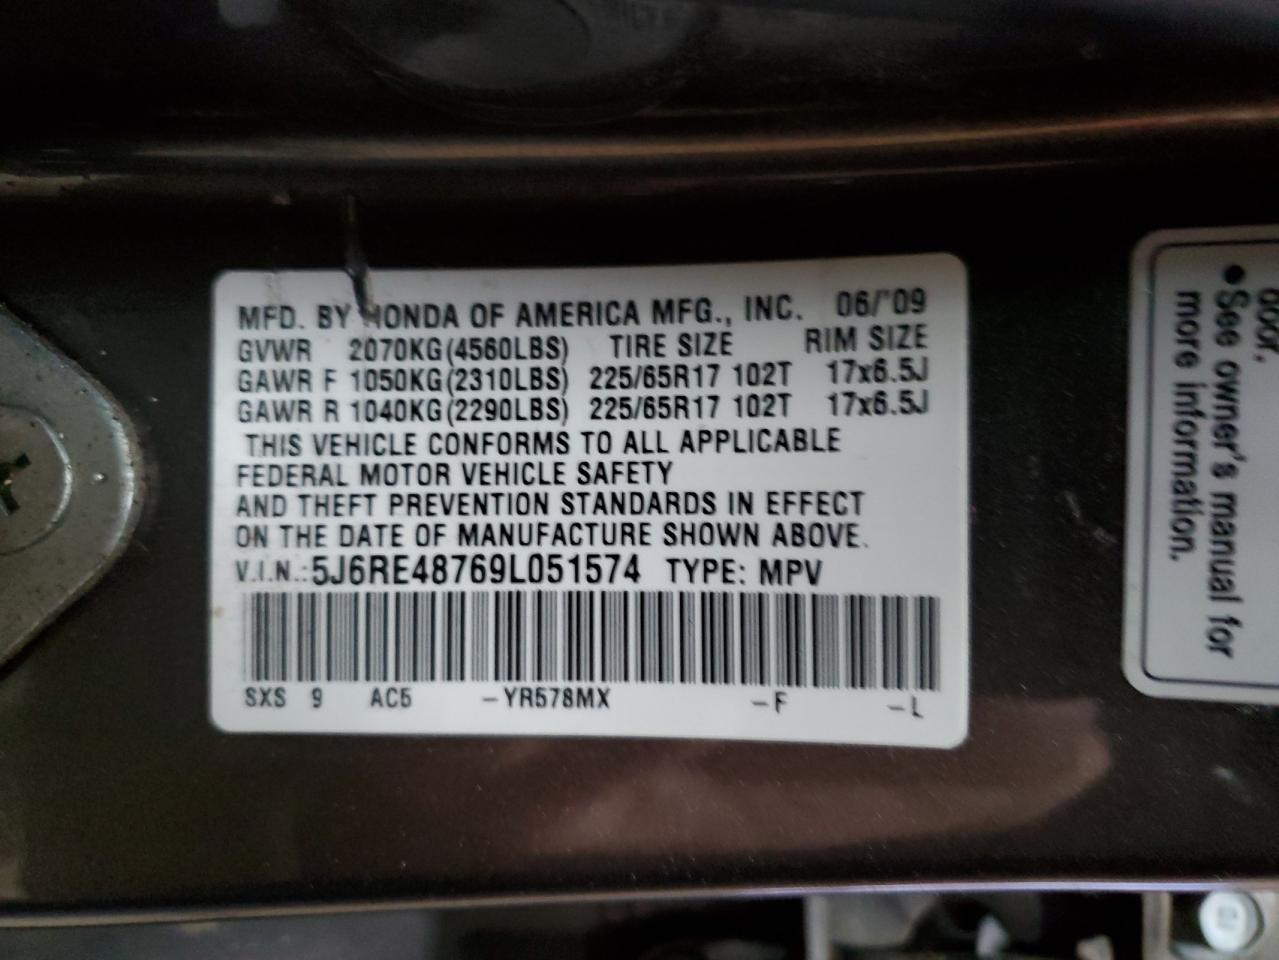 MFD. BY HONDA OF AMERICA MFG., INC. 06/'09
GVWR 2070KG(4560LBS) TIRE SIZE RIM SIZE
GAWR F 1050KG(2310LBS) 225/65R17 102T 17x6.5J
GAWR R 1040KG(2290LBS) 225/65R17 102T 17x6.5J
THIS VEHICLE CONFORMS TO ALL APPLICABLE
FEDERAL MOTOR VEHICLE SAFETY
AND THEFT PREVENTION STANDARDS IN EFFECT
ON THE DATE OF MANUFACTURE SHOWN ABOVE.
V.I.N.: 5J6RE48769L051574 TYPE: MPV
SXS 9 AC5 -YR578MX -F -L
door.
• See owner's manual for
more information.